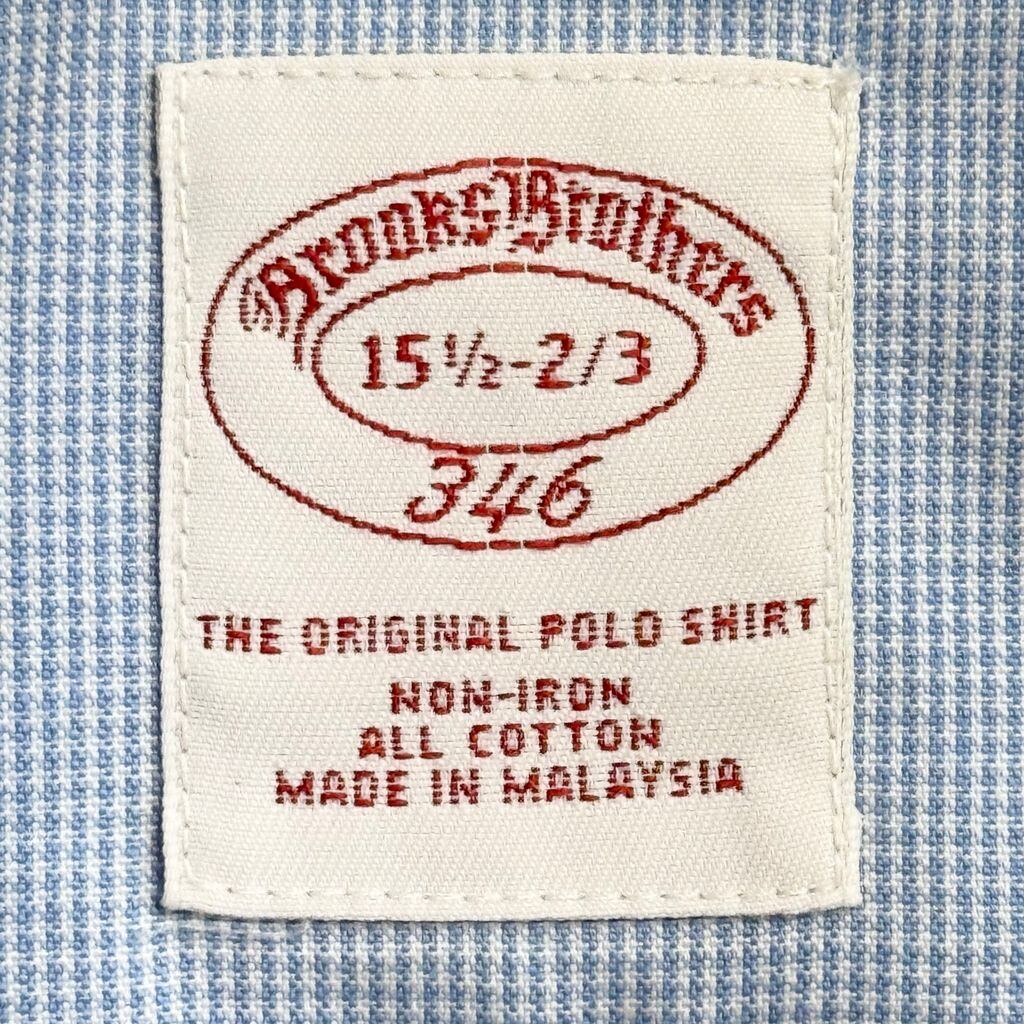 Brooks Brothers
15½-2/3
346
THE ORIGINAL POLO SHIRT
NON-IRON
ALL COTTON
MADE IN MALAYSIA